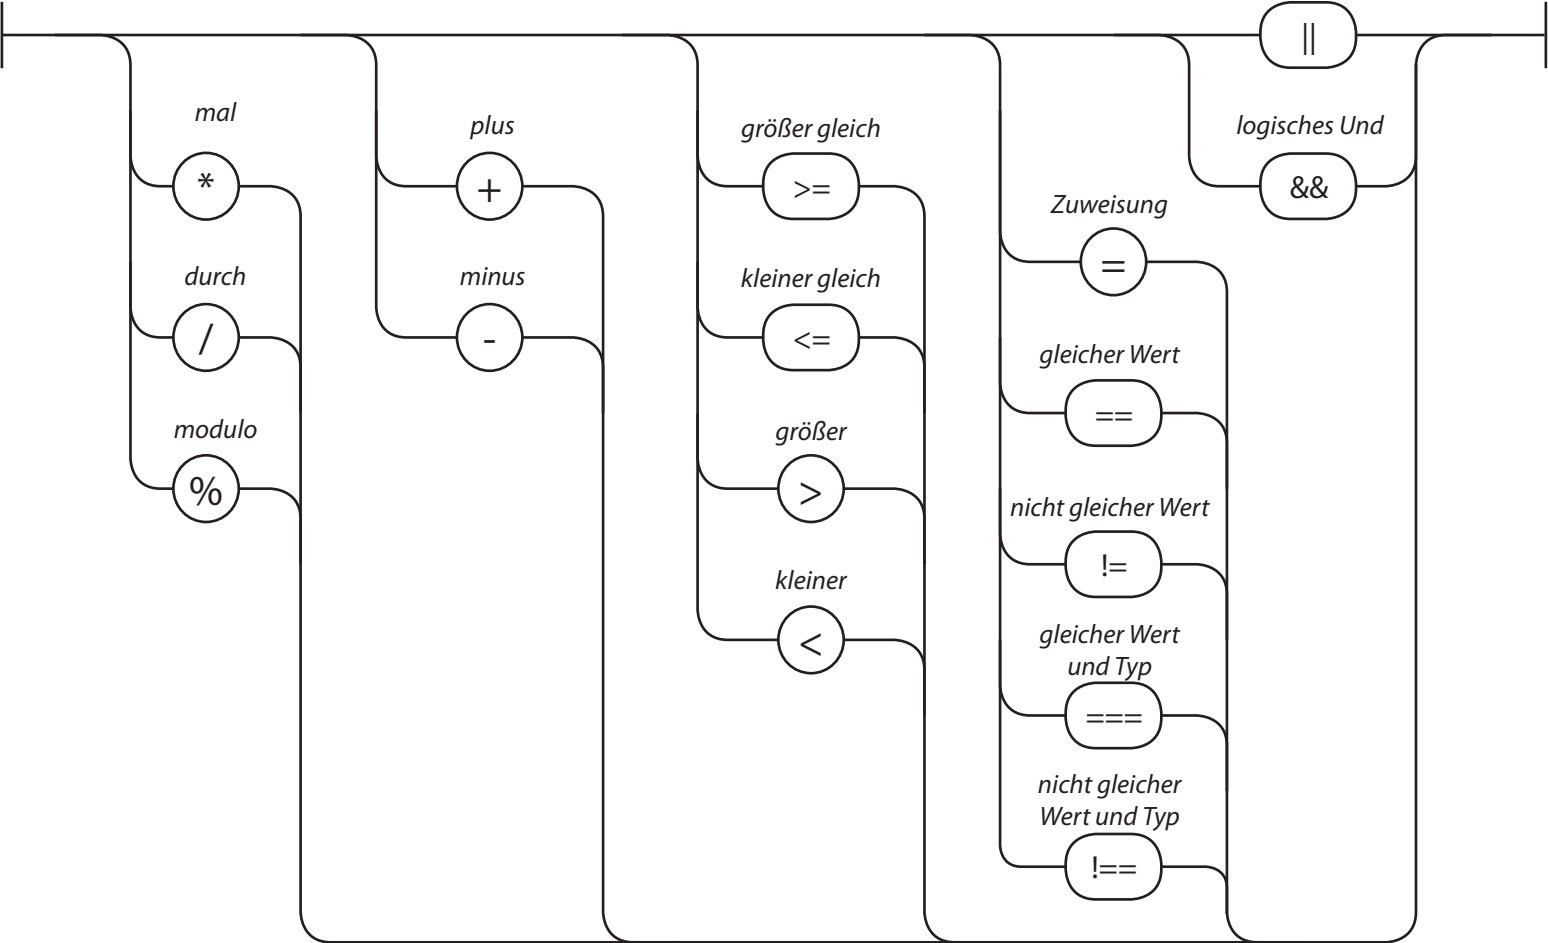 ||
mal
*
durch
/
modulo
%
plus
+
minus
-
größer gleich
>=
kleiner gleich
<=
größer
>
kleiner
<
Zuweisung
=
gleicher Wert
==
nicht gleicher Wert
!=
gleicher Wert
und Typ
===
nicht gleicher
Wert und Typ
!==
logisches Und
&&